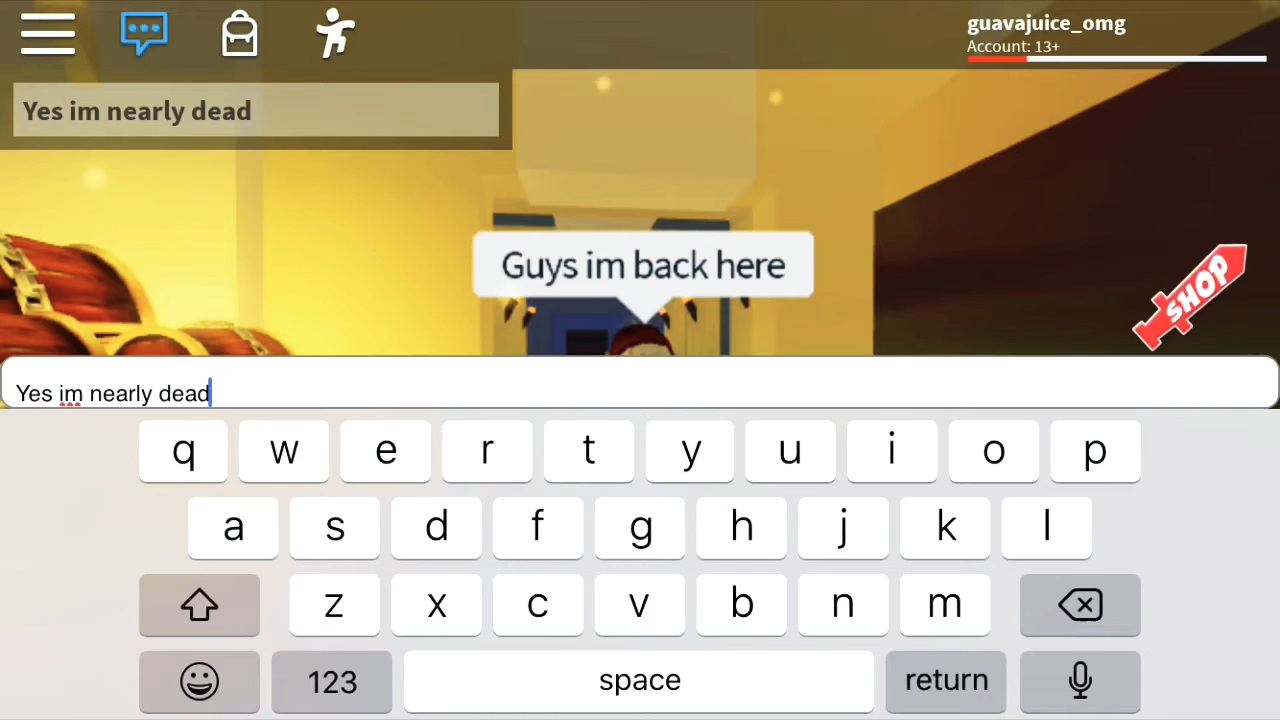 guavajuice_omg
Account: 13+
Yes im nearly dead
Guys im back here
SHOP
Yes im nearly dead
q w e r t y u i o p
a s d f g h j k l
z x c v b n m
123 space return